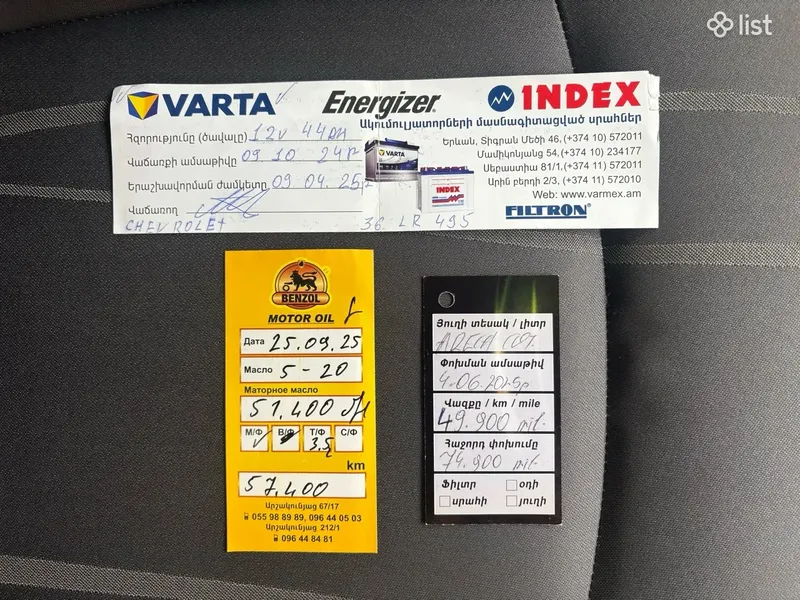 list
VARTA Energizer INDEX
Ակումուլյատորների մասնագիտացված սրահներ
Հզորությունը (ծավալը) 12v 44
Վաճառքի ամսաթիվը 09 10 24թ
Երաշխավորման ժամկետը 09 04 25թ
Վաճառող
CHEVROLET
VARTA
INDEX
36 LR 495
Երևան, Տիգրան Մեծի 46, (+374 10) 572011
Մամիկոնյանց 54, (+374 10) 234177
Սեբաստիա 81/1, (+374 11) 572011
Արին բերդի 2/3, (+374 11) 572010
Web: www.varmex.am
FILTRON
BENZOL
MOTOR OIL
Дата 25.09.25
Масло 5-20
Маторное масло
51.400
М/Ф В/Ф Т/Ф С/Ф
3.5
km
57.400
Արշակունյաց 67/17
055 98 89 89, 096 44 05 03
Արշակունյաց 212/1
096 44 84 81
Յուղի տեսակ / լիտր
Փոխման ամսաթիվ
4-06.2025թ
Վազքը / km / mile
49.900 mil.
Հաջորդ փոխումը
74.900 mil.
Ֆիլտր օդի
սրահի յուղի